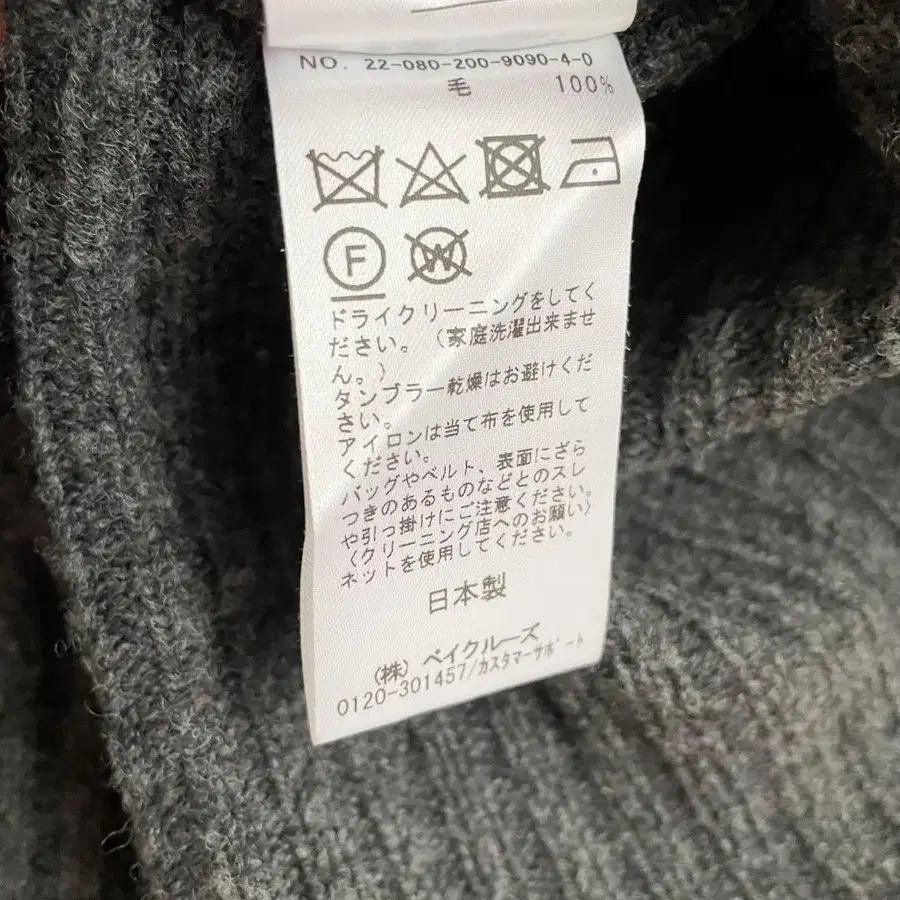 NO. 22-080-200-9090-4-0
毛 100%
F
W
ドライクリーニングをしてく
ださい。（家庭洗濯出来ませ
ん。）
タンブラー乾燥はお避けくだ
さい。
アイロンは当て布を使用して
ください。
バッグやベルト、表面にざら
つきのあるものなどとのスレ
や引っ掛けにご注意ください。
〈クリーニング店へのお願い〉
ネットを使用してください。
日本製
(株) ベイクルーズ
0120-301457/カスタマーサポート